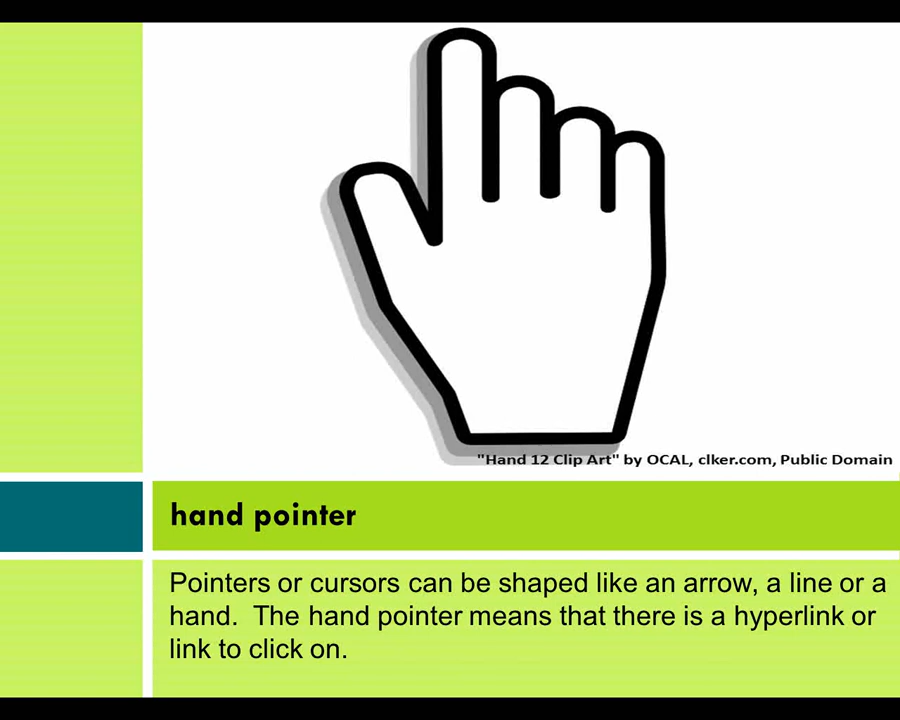 "Hand 12 Clip Art" by OCAL, clker.com, Public Domain
hand pointer
Pointers or cursors can be shaped like an arrow, a line or a
hand.  The hand pointer means that there is a hyperlink or
link to click on.